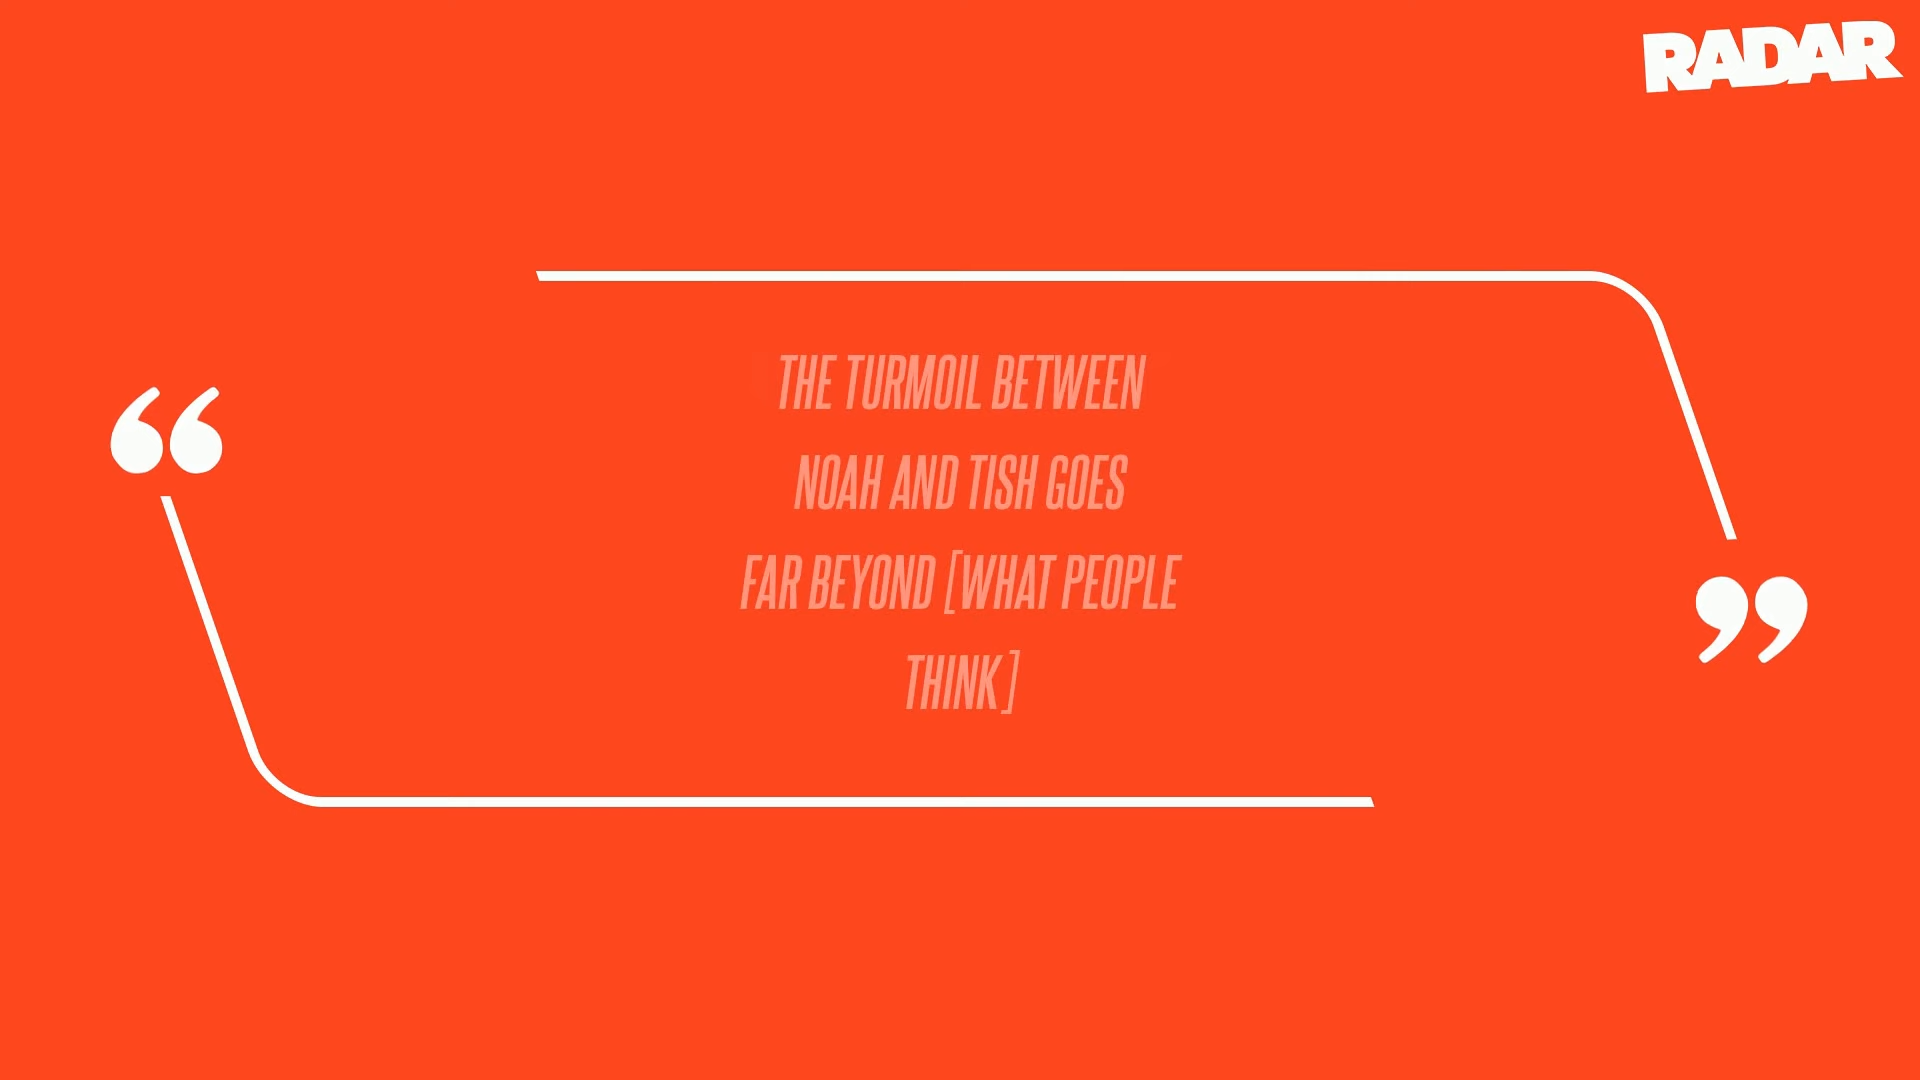 RADAR
“
THE TURMOIL BETWEEN
NOAH AND TISH GOES
FAR BEYOND [WHAT PEOPLE
THINK]
”